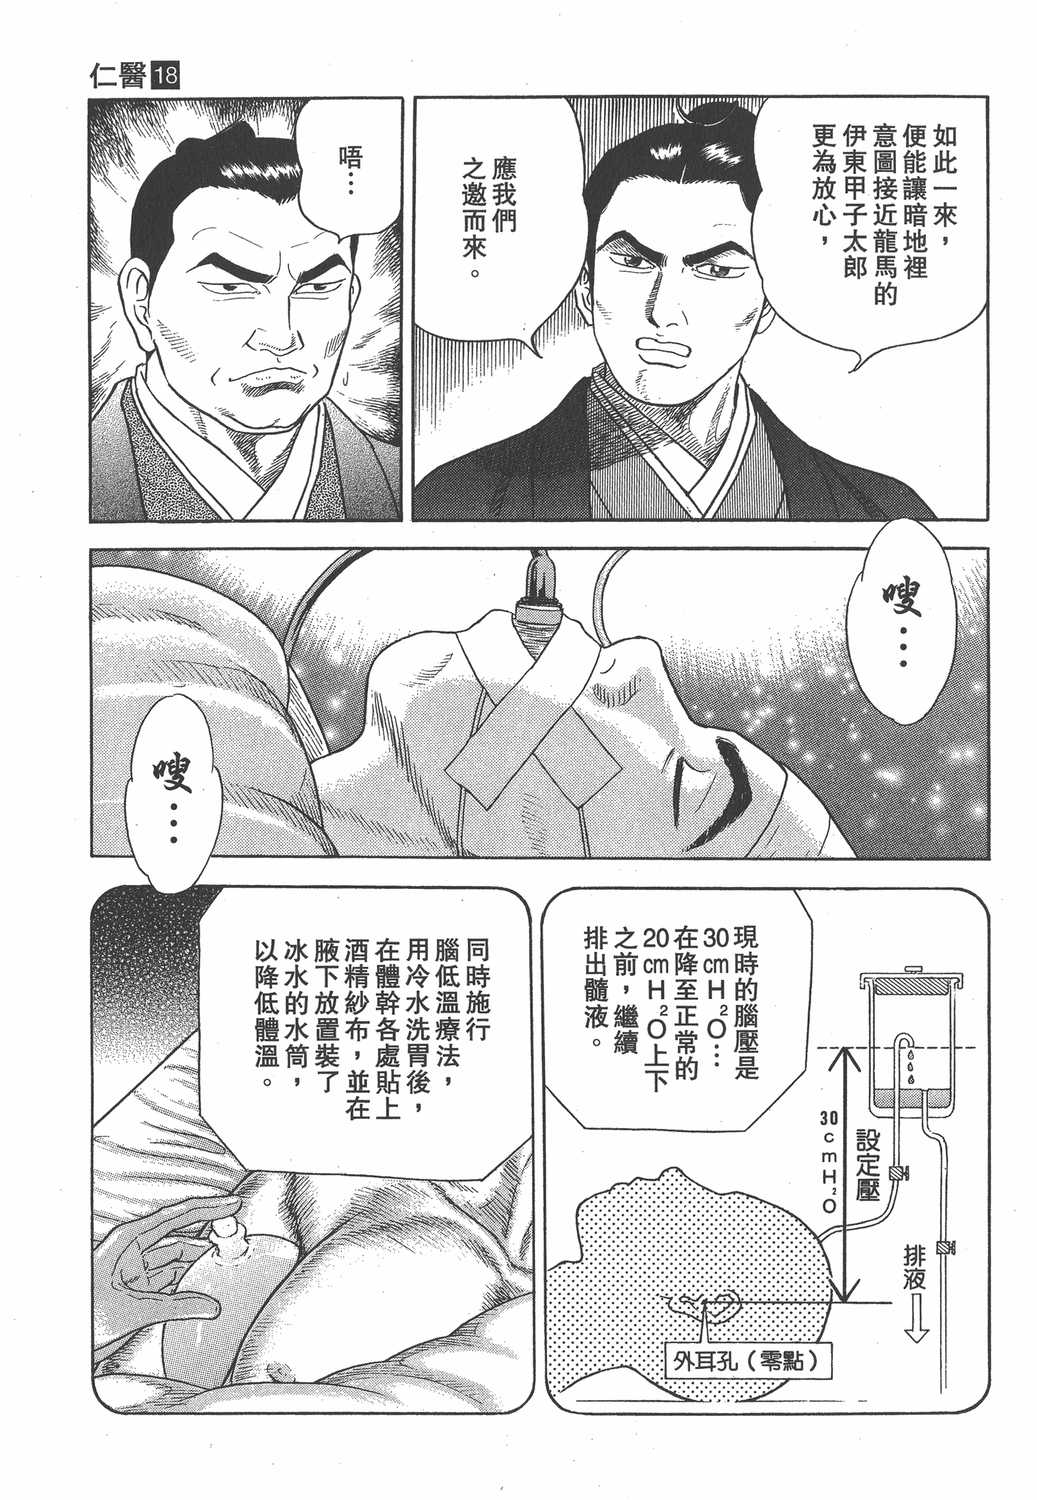 仁醫 18
如此一來，
便能讓暗地裡
意圖接近龍馬的
伊東甲子太郎
更為放心，
應我們
之邀而來。
唔…
嗖…
嗖…
現時的腦壓是
30cmH₂O…
在降至正常的
20cmH₂O上下
之前，繼續
排出髓液。
30cmH₂O
設定壓
排液
外耳孔（零點）
同時施行
腦低溫療法，
用冷水洗胃後，
在體幹各處貼上
酒精紗布，並在
腋下放置裝了
冰水的水筒，
以降低體溫。